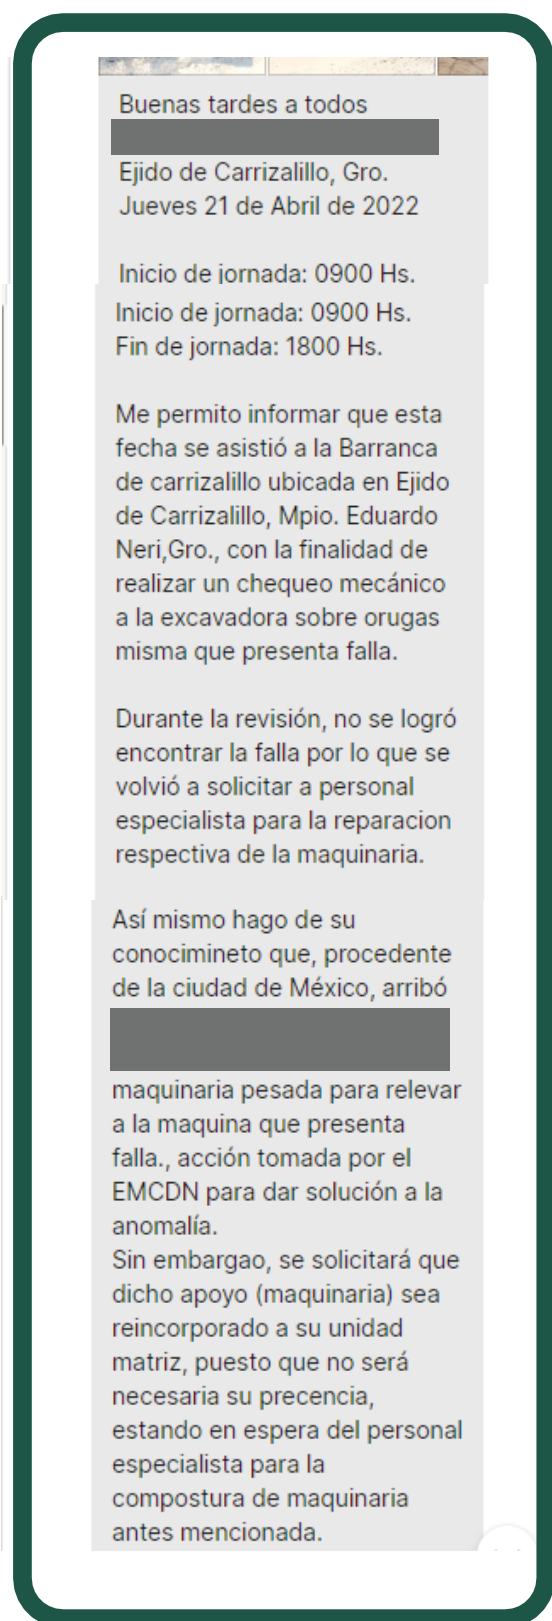 Buenas tardes a todos
Ejido de Carrizalillo, Gro.
Jueves 21 de Abril de 2022
Inicio de jornada: 0900 Hs.
Inicio de jornada: 0900 Hs.
Fin de jornada: 1800 Hs.
Me permito informar que esta
fecha se asistió a la Barranca
de carrizalillo ubicada en Ejido
de Carrizalillo, Mpio. Eduardo
Neri,Gro., con la finalidad de
realizar un chequeo mecánico
a la excavadora sobre orugas
misma que presenta falla.
Durante la revisión, no se logró
encontrar la falla por lo que se
volvió a solicitar a personal
especialista para la reparacion
respectiva de la maquinaria.
Así mismo hago de su
conocimineto que, procedente
de la ciudad de México, arribó
maquinaria pesada para relevar
a la maquina que presenta
falla., acción tomada por el
EMCDN para dar solución a la
anomalía.
Sin embargao, se solicitará que
dicho apoyo (maquinaria) sea
reincorporado a su unidad
matriz, puesto que no será
necesaria su precencia,
estando en espera del personal
especialista para la
compostura de maquinaria
antes mencionada.